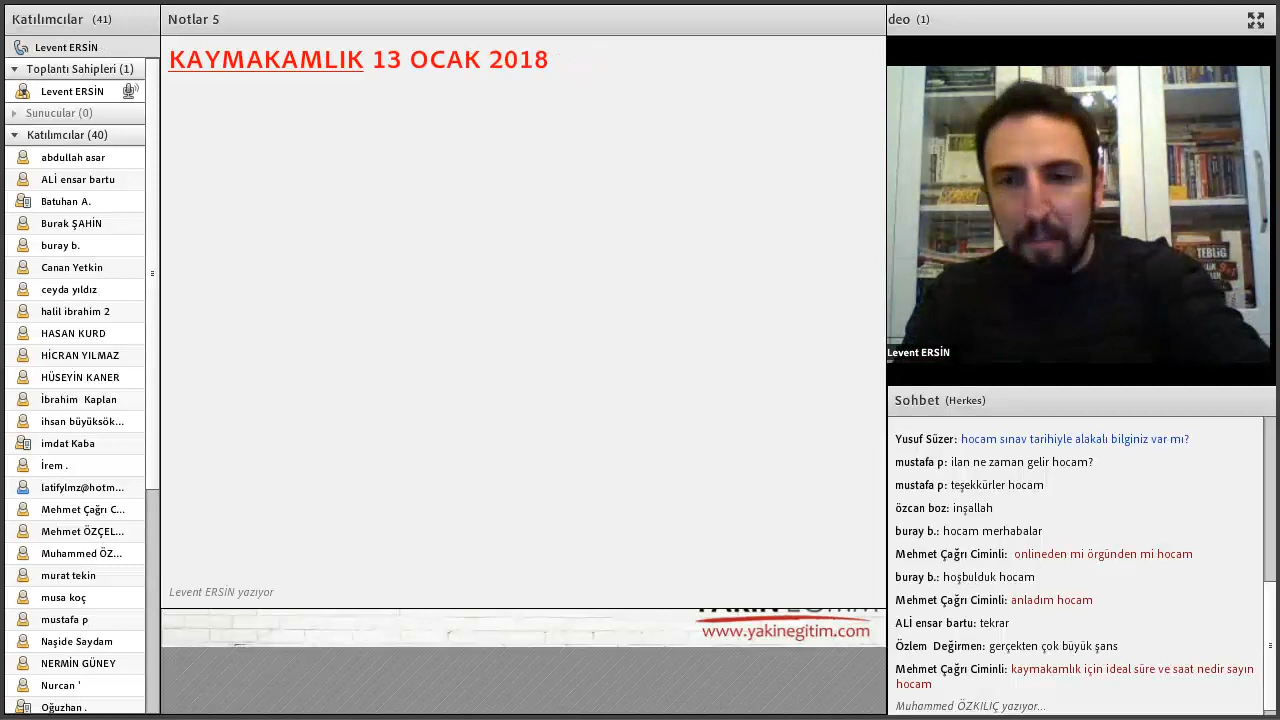 Katılımcılar (41)
Levent ERSİN
Toplantı Sahipleri (1)
Levent ERSİN
Sunucular (0)
Katılımcılar (40)
abdullah asar
ALİ ensar bartu
Batuhan A.
Burak ŞAHİN
buray b.
Canan Yetkin
ceyda yıldız
halil ibrahim 2
HASAN KURD
HİCRAN YILMAZ
HÜSEYİN KANER
İbrahim Kaplan
ihsan büyüksök...
imdat Kaba
İrem .
latifylmz@hotm...
Mehmet Çağrı C...
Mehmet ÖZÇEL...
Muhammed ÖZ...
murat tekin
musa koç
mustafa p
Naşide Saydam
NERMİN GÜNEY
Nurcan '
Oğuzhan .
Notlar 5
KAYMAKAMLIK 13 OCAK 2018
Levent ERSİN yazıyor
www.yakinegitim.com
deo (1)
TEBLİG
Levent ERSİN
Sohbet (Herkes)
Yusuf Süzer: hocam sınav tarihiyle alakalı bilginiz var mı?
mustafa p: ilan ne zaman gelir hocam?
mustafa p: teşekkürler hocam
özcan boz: inşallah
buray b.: hocam merhabalar
Mehmet Çağrı Ciminli: onlineden mi örgünden mi hocam
buray b.: hoşbulduk hocam
Mehmet Çağrı Ciminli: anladım hocam
ALİ ensar bartu: tekrar
Özlem Değirmen: gerçekten çok büyük şans
Mehmet Çağrı Ciminli: kaymakamlık için ideal süre ve saat nedir sayın
hocam
Muhammed ÖZKILIÇ yazıyor...